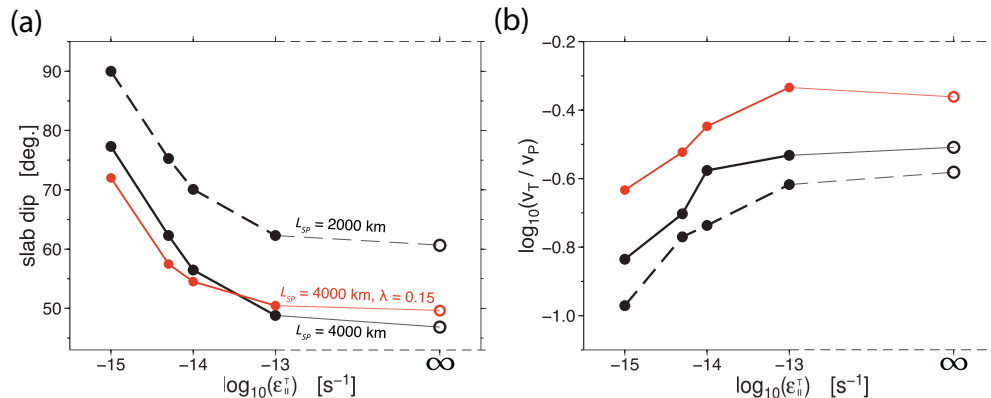 (a)
90
80
70
60
50
slab dip [deg.]
L_SP = 2000 km
L_SP = 4000 km, λ = 0.15
L_SP = 4000 km
−15 −14 −13 ∞
log₁₀(ε_II^T) [s⁻¹]
(b)
−0.2
−0.4
−0.6
−0.8
−1.0
log₁₀(v_T / v_P)
−15 −14 −13 ∞
log₁₀(ε_II^T) [s⁻¹]